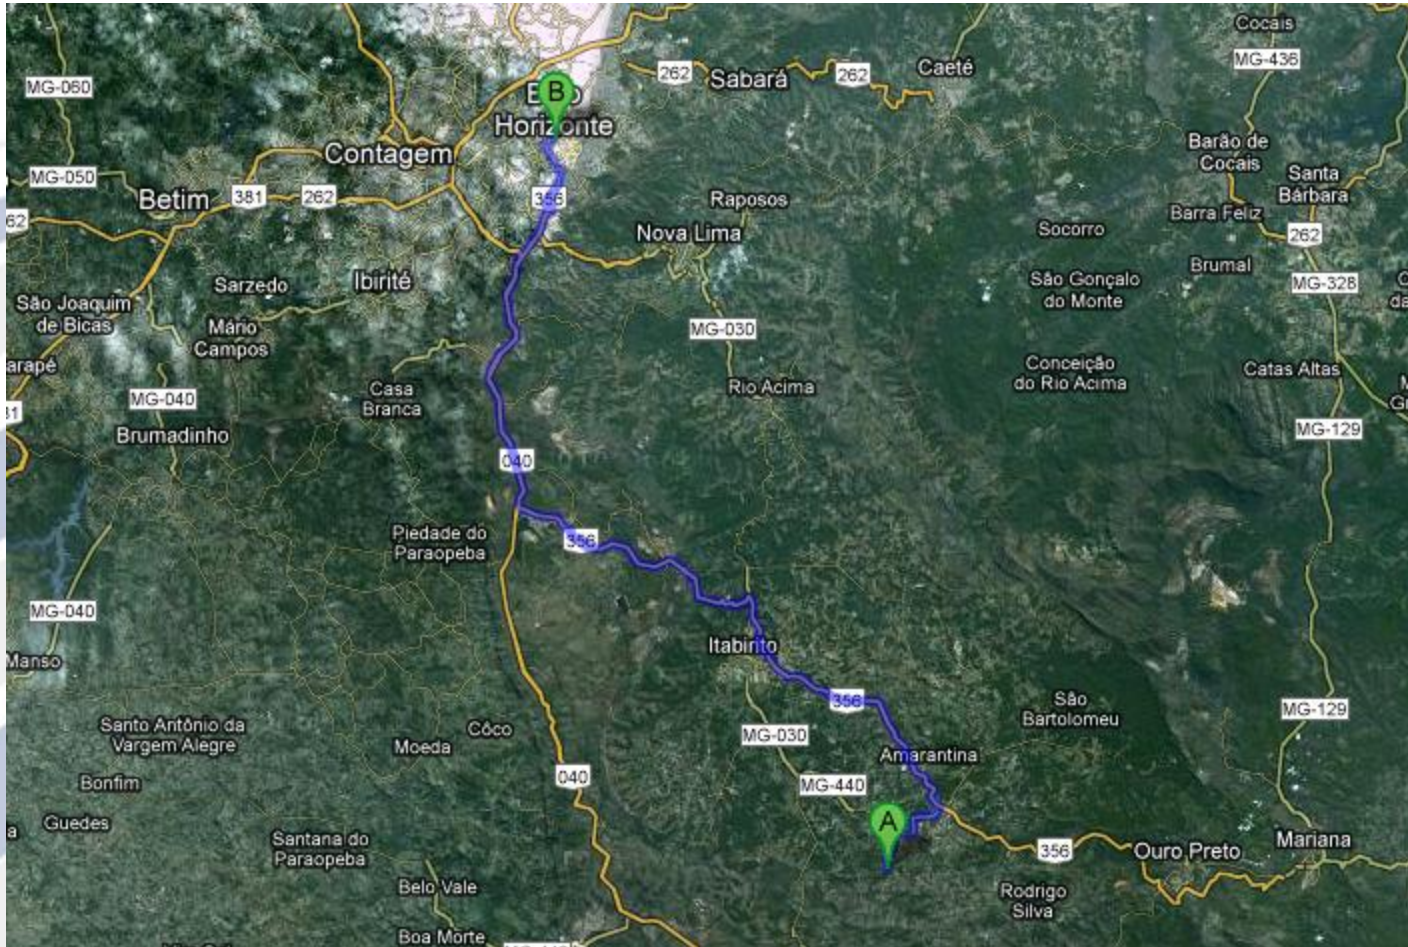 Cocais
MG-436
MG-060
262
Sabará
262
Caeté
B
Horizonte
Contagem
Barão de
Cocais
MG-050
381
262
Betim
356
Raposos
Santa
Bárbara
Barra Feliz
62
Nova Lima
Socorro
262
Brumal
São Gonçalo
do Monte
MG-328
Sarzedo
Ibirité
São Joaquim
de Bicas
Mário
Campos
MG-030
arapé
Casa
Branca
Rio Acima
Conceição
do Rio Acima
Catas Altas
MG-040
Brumadinho
MG-129
040
Piedade do
Paraopeba
356
MG-040
Itabirito
Manso
356
São
Bartolomeu
MG-129
Santo Antônio da
Vargem Alegre
Côco
Moeda
MG-030
Amarantina
040
MG-440
Bonfim
Guedes
A
Santana do
Paraopeba
356
Ouro Preto
Mariana
Belo Vale
Rodrigo
Silva
Boa Morte